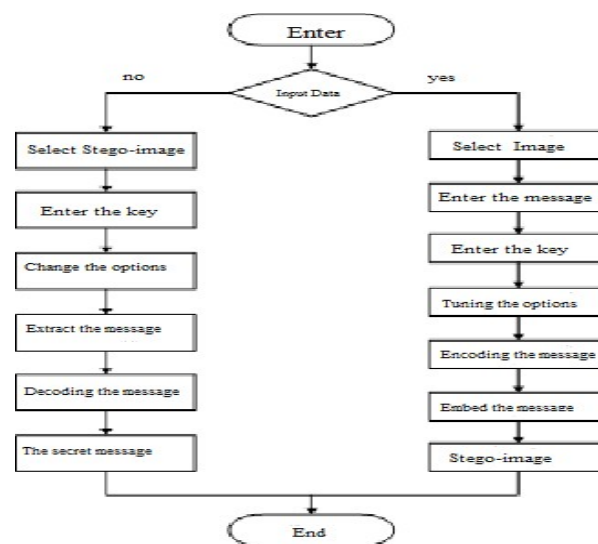 Enter
no
yes
Input Data
Select Stego-image
Enter the key
Change the options
Extract the message
Decoding the message
The secret message
Select Image
Enter the message
Enter the key
Tuning the options
Encoding the message
Embed the message
Stego-image
End